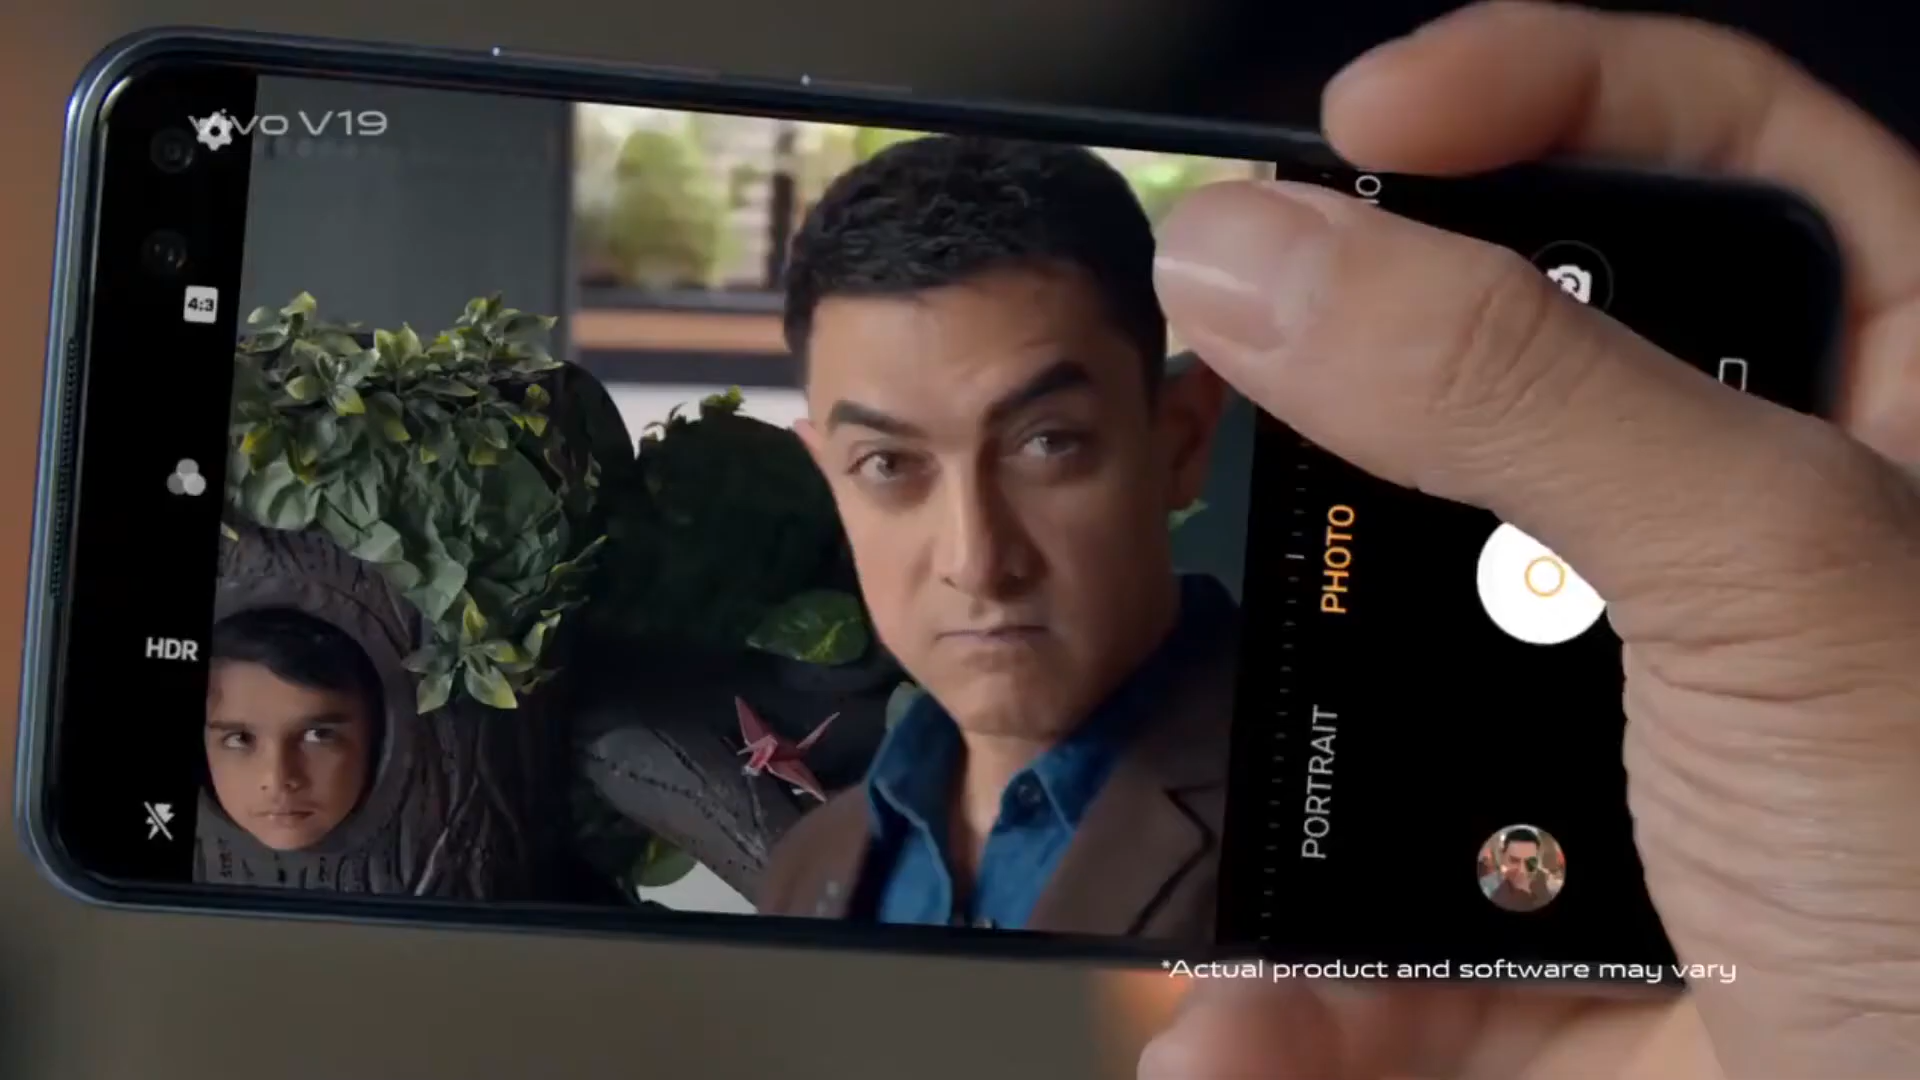 vivo V19
4:3
HDR
PHOTO
PORTRAIT
*Actual product and software may vary